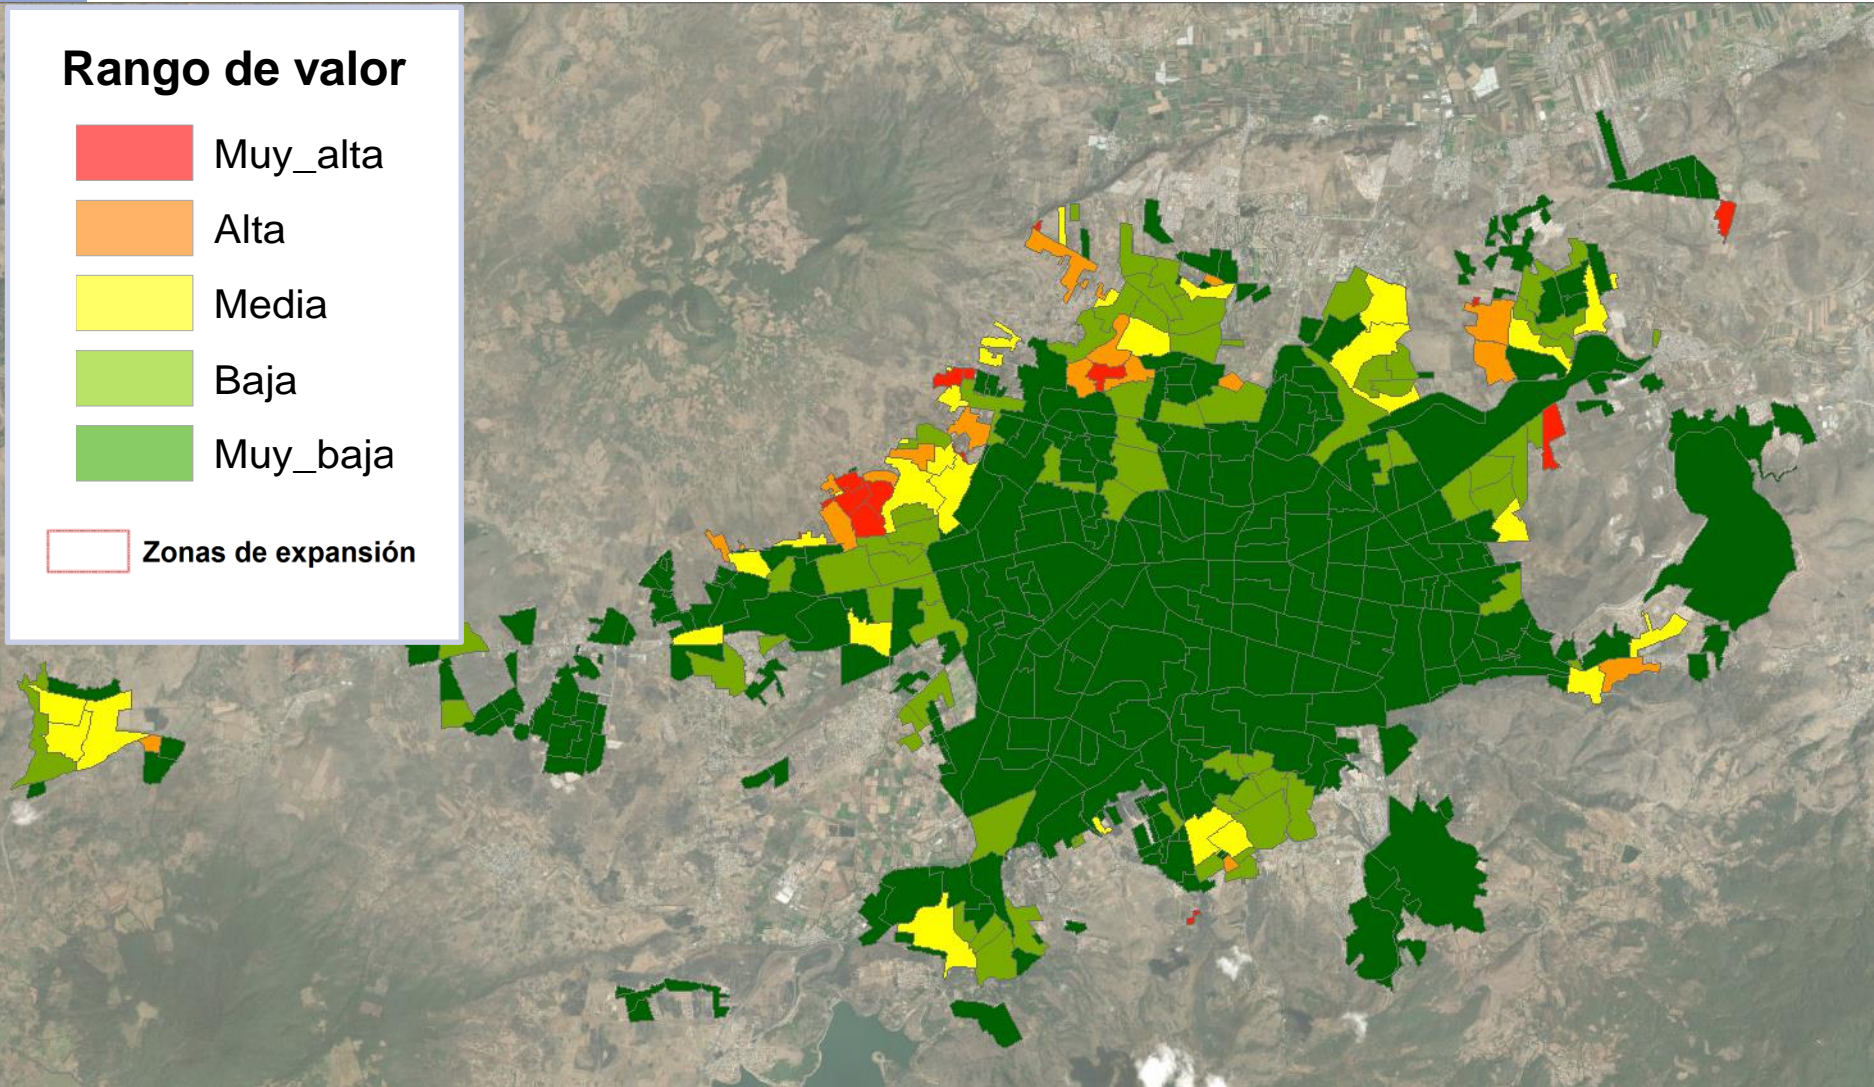 Rango de valor
Muy_alta
Alta
Media
Baja
Muy_baja
Zonas de expansión